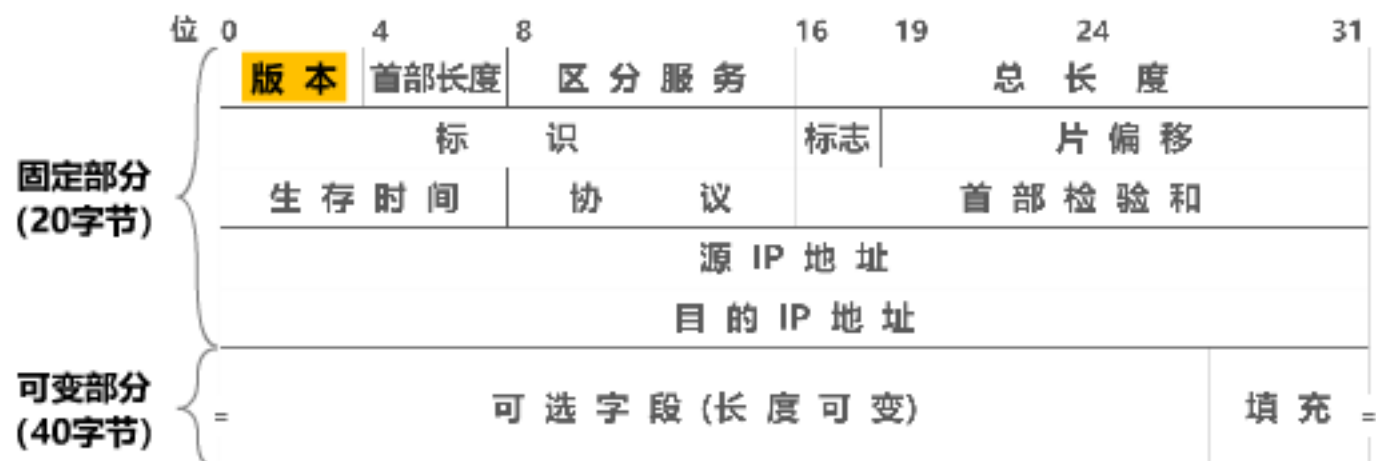 位 0 4 8 16 19 24 31
版 本 首部长度 区 分 服 务 总 长 度
标 识 标志 片 偏 移
固定部分
(20字节)
生 存 时 间 协 议 首 部 检 验 和
源 IP 地 址
目 的 IP 地 址
可变部分
(40字节)
可 选 字 段 (长 度 可 变) 填 充